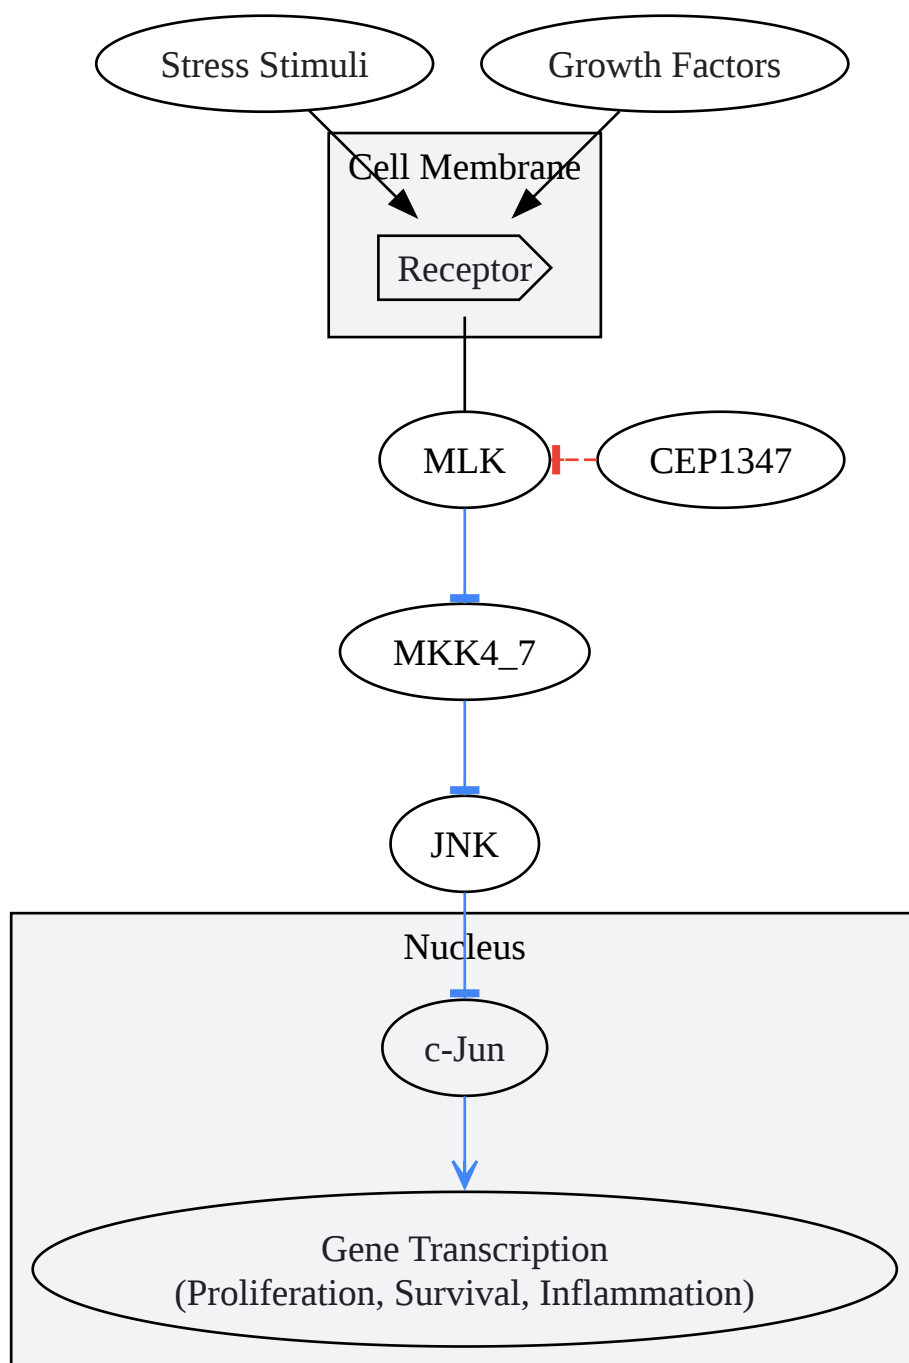 Stress Stimuli
Growth Factors
Cell Membrane
Receptor
MLK
CEP1347
MKK4_7
JNK
Nucleus
c-Jun
Gene Transcription
(Proliferation, Survival, Inflammation)